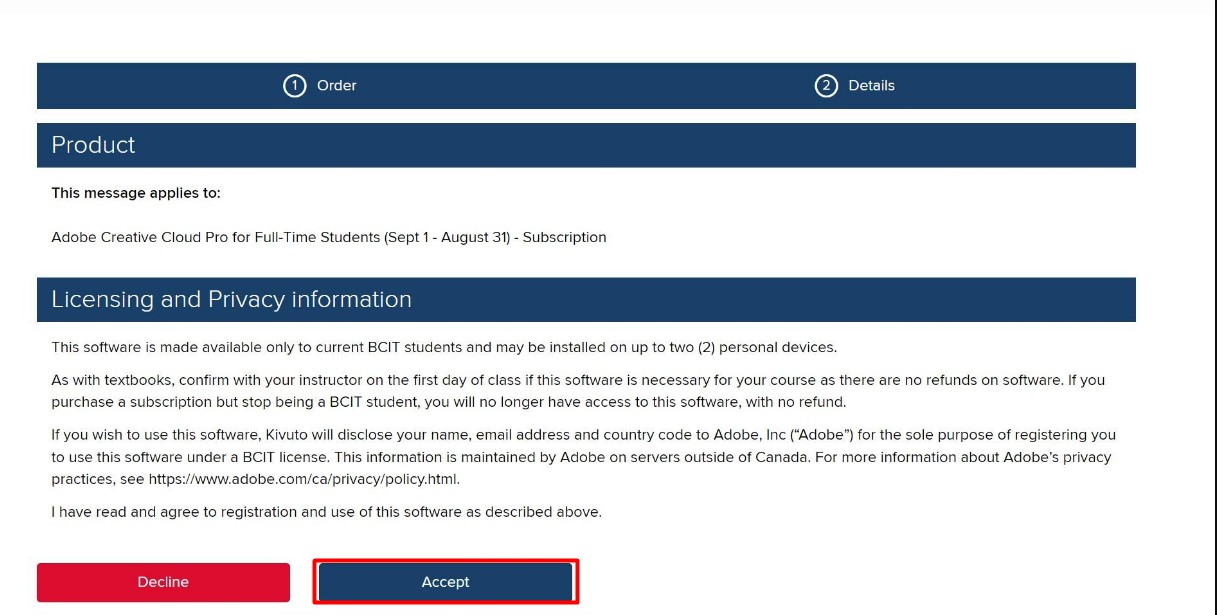 1 Order
2 Details
Product
This message applies to:
Adobe Creative Cloud Pro for Full-Time Students (Sept 1 - August 31) - Subscription
Licensing and Privacy information
This software is made available only to current BCIT students and may be installed on up to two (2) personal devices.
As with textbooks, confirm with your instructor on the first day of class if this software is necessary for your course as there are no refunds on software. If you
purchase a subscription but stop being a BCIT student, you will no longer have access to this software, with no refund.
If you wish to use this software, Kivuto will disclose your name, email address and country code to Adobe, Inc (“Adobe”) for the sole purpose of registering you
to use this software under a BCIT license. This information is maintained by Adobe on servers outside of Canada. For more information about Adobe’s privacy
practices, see https://www.adobe.com/ca/privacy/policy.html.
I have read and agree to registration and use of this software as described above.
Decline
Accept